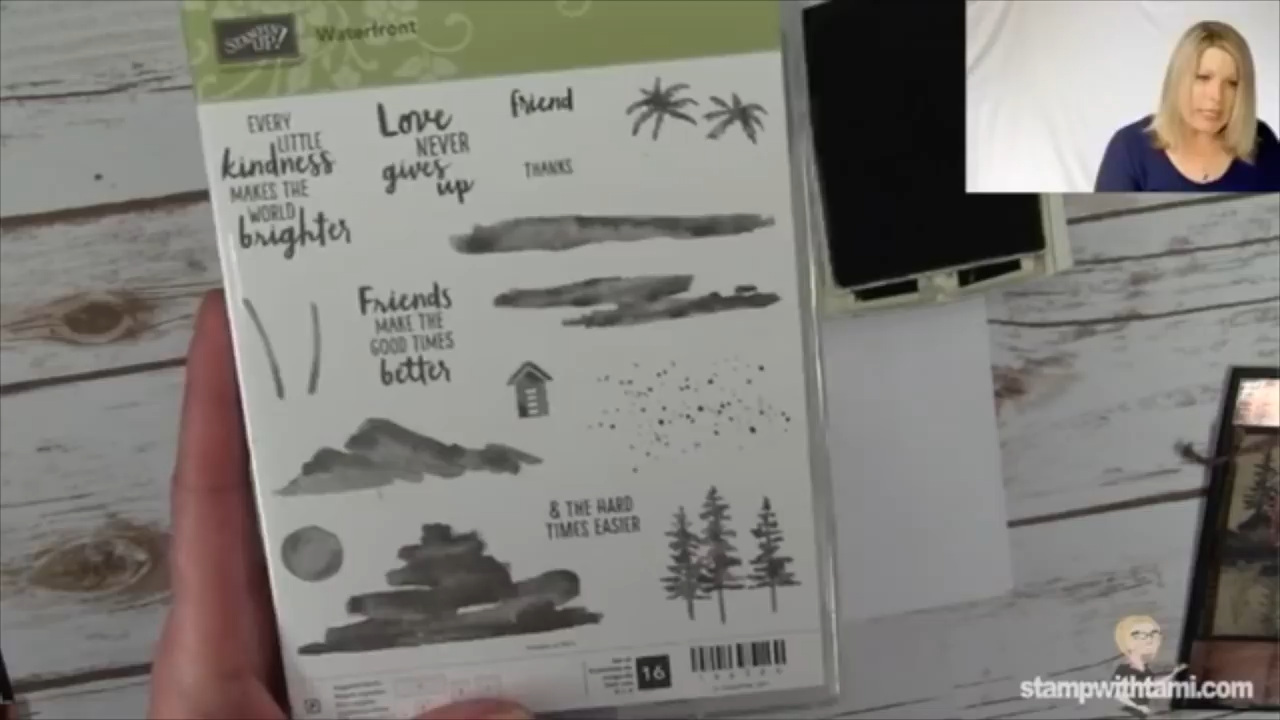 STAMPIN' UP!
Waterfront
EVERY
LITTLE
kindness
MAKES THE
WORLD
brighter
Love
NEVER
gives
up
friend
THANKS
Friends
MAKE THE
GOOD TIMES
better
& THE HARD
TIMES EASIER
16
stampwithtami.com